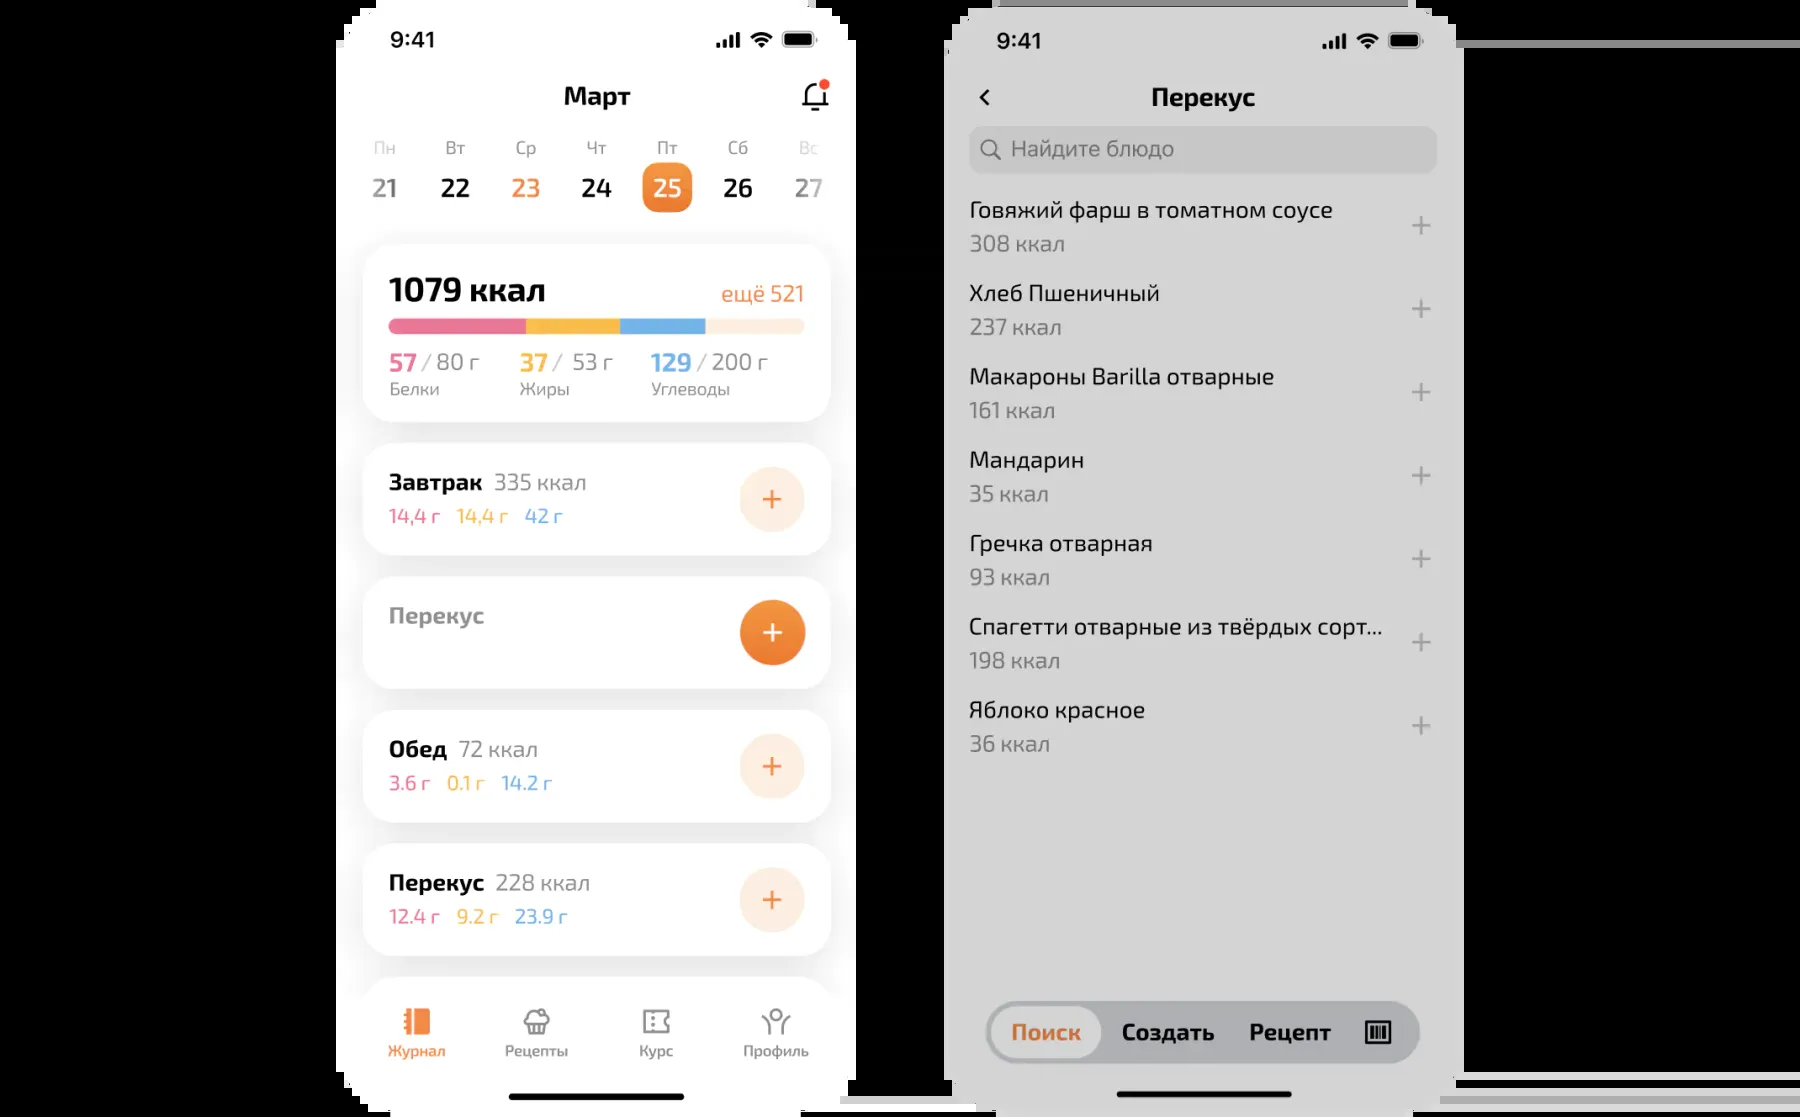 9:41
Март
Пн Вт Ср Чт Пт Сб Вс
21 22 23 24 25 26 27
1079 ккал ещё 521
57 / 80 г 37 / 53 г 129 / 200 г
Белки Жиры Углеводы
Завтрак 335 ккал
14,4 г 14,4 г 42 г
Перекус
Обед 72 ккал
3.6 г 0.1 г 14.2 г
Перекус 228 ккал
12.4 г 9.2 г 23.9 г
Журнал Рецепты Курс Профиль
9:41
Перекус
Найдите блюдо
Говяжий фарш в томатном соусе
308 ккал
Хлеб Пшеничный
237 ккал
Макароны Barilla отварные
161 ккал
Мандарин
35 ккал
Гречка отварная
93 ккал
Спагетти отварные из твёрдых сорт...
198 ккал
Яблоко красное
36 ккал
Поиск Создать Рецепт